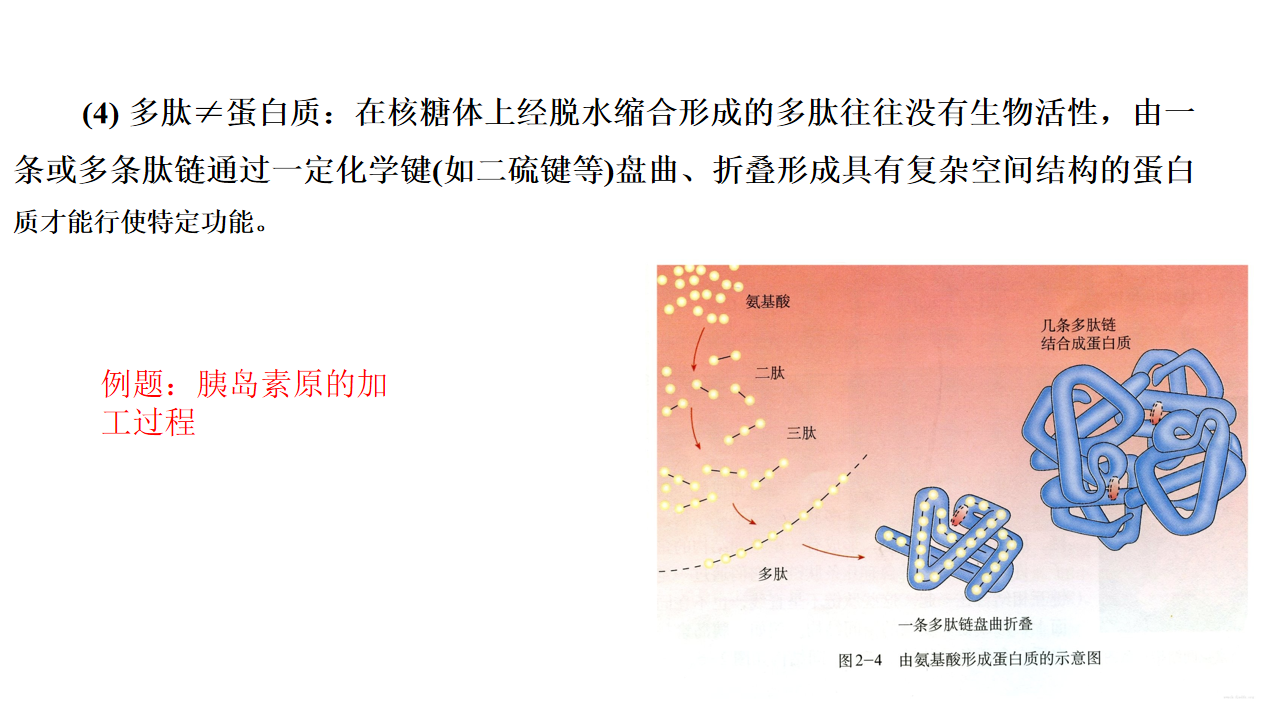 (4) 多肽≠蛋白质：在核糖体上经脱水缩合形成的多肽往往没有生物活性，由一
条或多条肽链通过一定化学键(如二硫键等)盘曲、折叠形成具有复杂空间结构的蛋白
质才能行使特定功能。
例题：胰岛素原的加
工过程
氨基酸
二肽
三肽
多肽
几条多肽链
结合成蛋白质
一条多肽链盘曲折叠
图2-4 由氨基酸形成蛋白质的示意图